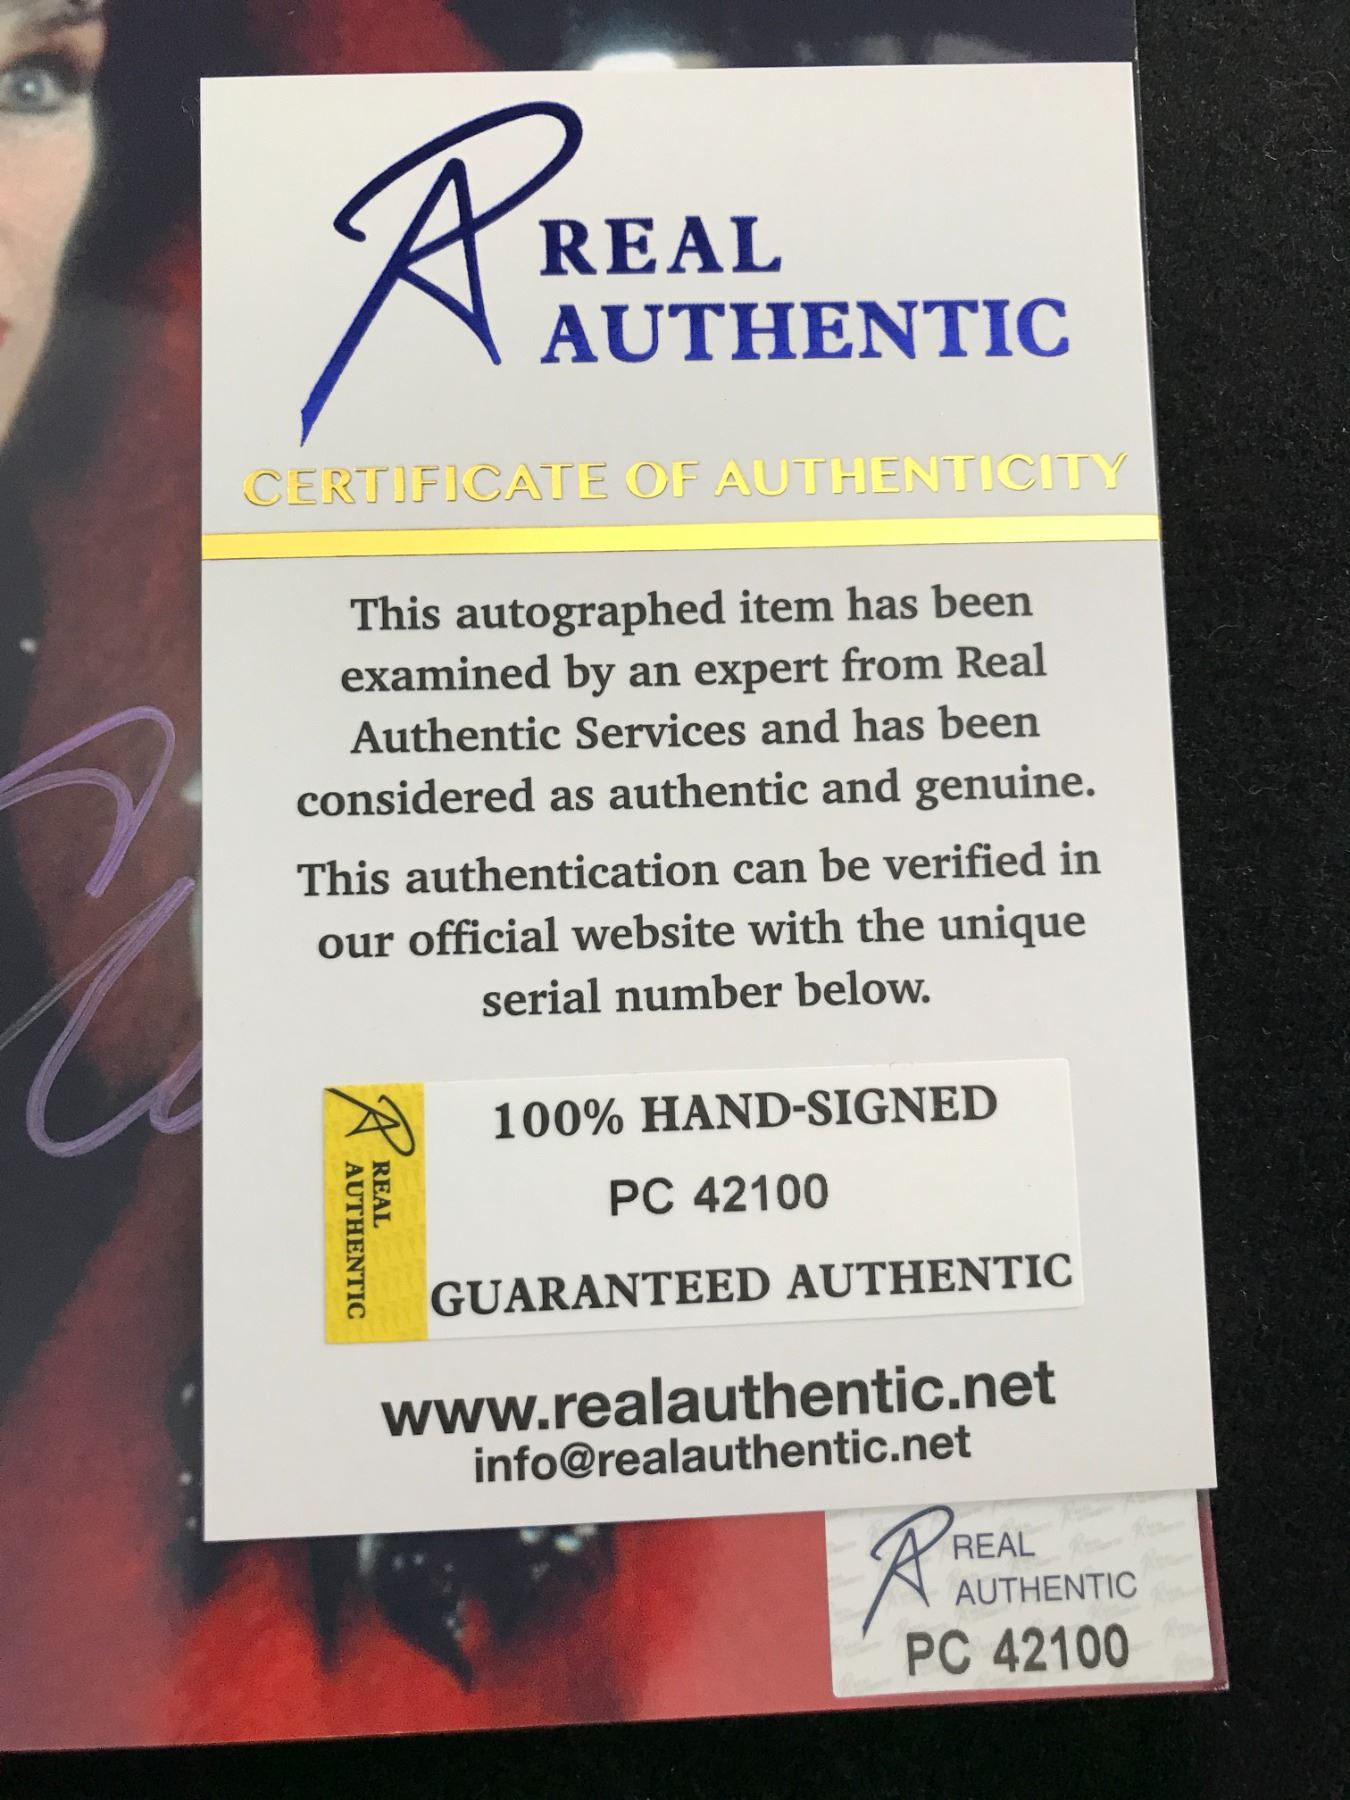 REAL
AUTHENTIC
CERTIFICATE OF AUTHENTICITY
This autographed item has been
examined by an expert from Real
Authentic Services and has been
considered as authentic and genuine.
This authentication can be verified in
our official website with the unique
serial number below.
REAL
AUTHENTIC
100% HAND-SIGNED
PC 42100
GUARANTEED AUTHENTIC
www.realauthentic.net
info@realauthentic.net
REAL
AUTHENTIC
PC 42100